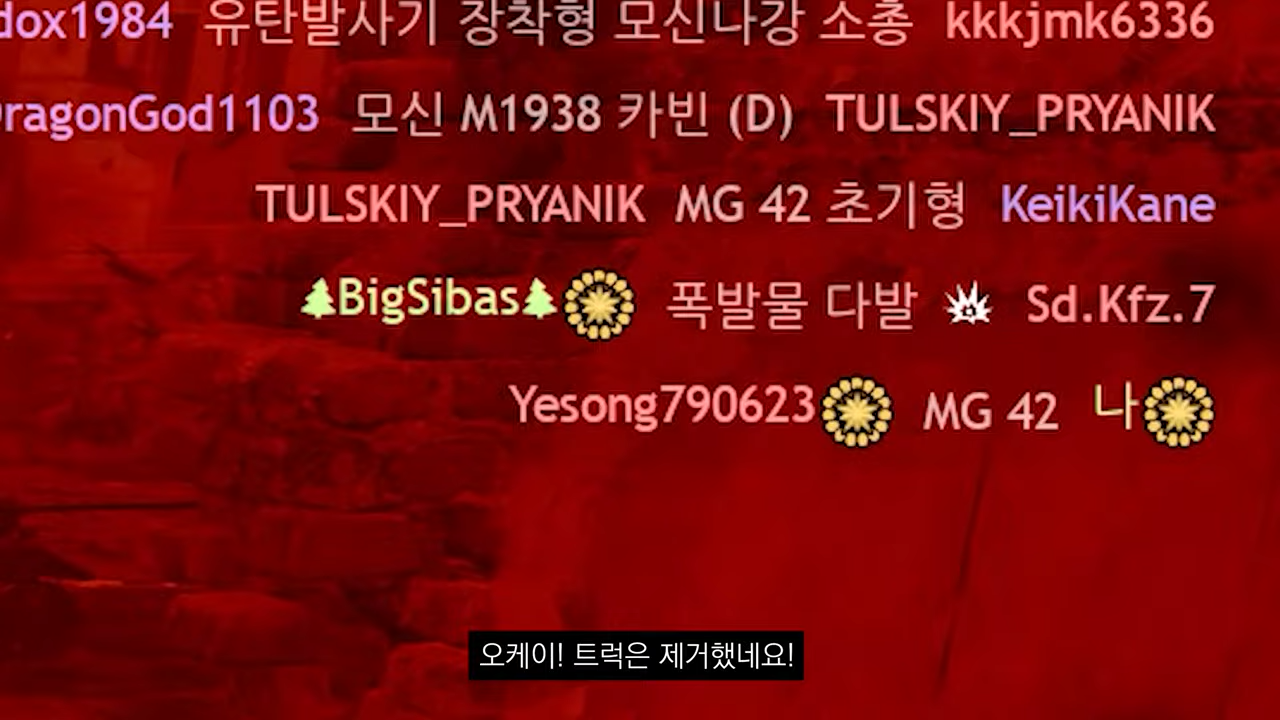 dox1984 유탄발사기 장착형 모신나강 소총 kkkjmk6336
DragonGod1103 모신 M1938 카빈 (D) TULSKIY_PRYANIK
TULSKIY_PRYANIK MG 42 초기형 KeikiKane
BigSibas 폭발물 다발 Sd.Kfz.7
Yesong790623 MG 42 나
오케이! 트럭은 제거했네요!